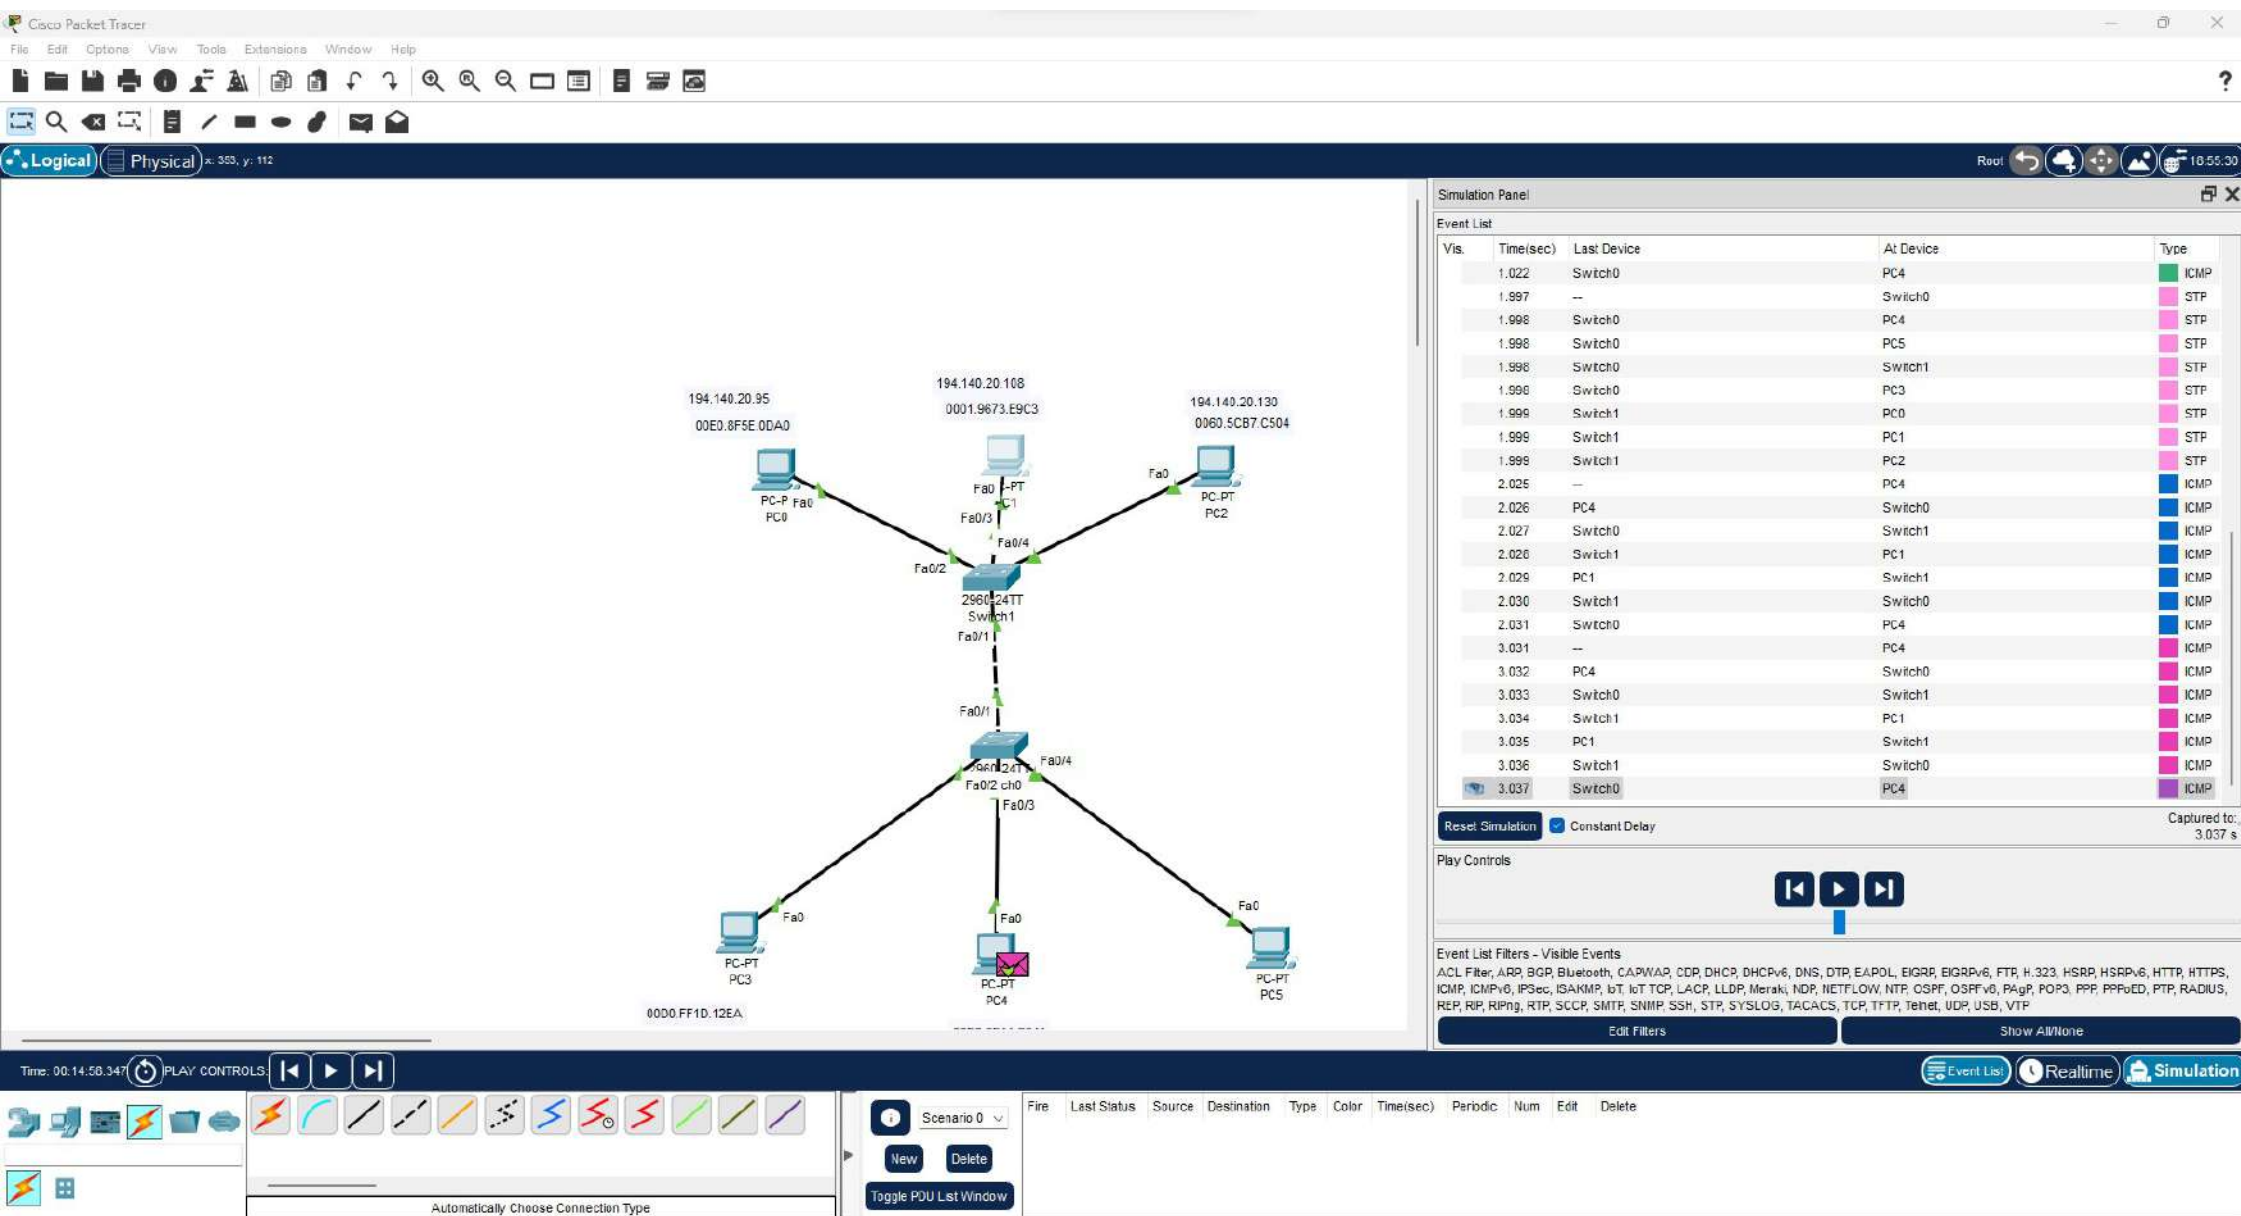 Cisco Packet Tracer
File Edit Options View Tools Extensions Window Help
Logical Physical x: 353, y: 112 Root 18:55:30
194.140.20.95
00E0.8F5E.0DA0
194.140.20.108
0001.9673.E9C3
194.140.20.130
0060.5CB7.C504
PC-P Fa0
PC0
Fa0 -PT
C1
Fa0/3
Fa0
PC-PT
PC2
Fa0/4
Fa0/2
2960-24TT
Switch1
Fa0/1
Fa0/1
2960-24TT
Fa0/2 ch0
Fa0/4
Fa0/3
Fa0
PC-PT
PC3
00D0.FF1D.12EA
Fa0
PC-PT
PC4
Fa0
PC-PT
PC5
Simulation Panel
Event List
Vis. Time(sec) Last Device At Device Type
1.022 Switch0 PC4 ICMP
1.997 -- Switch0 STP
1.998 Switch0 PC4 STP
1.998 Switch0 PC5 STP
1.998 Switch0 Switch1 STP
1.998 Switch0 PC3 STP
1.999 Switch1 PC0 STP
1.999 Switch1 PC1 STP
1.999 Switch1 PC2 STP
2.025 -- PC4 ICMP
2.026 PC4 Switch0 ICMP
2.027 Switch0 Switch1 ICMP
2.028 Switch1 PC1 ICMP
2.029 PC1 Switch1 ICMP
2.030 Switch1 Switch0 ICMP
2.031 Switch0 PC4 ICMP
3.031 -- PC4 ICMP
3.032 PC4 Switch0 ICMP
3.033 Switch0 Switch1 ICMP
3.034 Switch1 PC1 ICMP
3.035 PC1 Switch1 ICMP
3.036 Switch1 Switch0 ICMP
3.037 Switch0 PC4 ICMP
Reset Simulation Constant Delay Captured to:
3.037 s
Play Controls
Event List Filters - Visible Events
ACL Filter, ARP, BGP, Bluetooth, CAPWAP, CDP, DHCP, DHCPv6, DNS, DTP, EAPOL, EIGRP, EIGRPv6, FTP, H.323, HSRP, HSRPv6, HTTP, HTTPS,
ICMP, ICMPv6, IPSec, ISAKMP, IoT, IoT TCP, LACP, LLDP, Meraki, NDP, NETFLOW, NTP, OSPF, OSPFv6, PAgP, POP3, PPP, PPPoED, PTP, RADIUS,
REP, RIP, RIPng, RTP, SCCP, SMTP, SNMP, SSH, STP, SYSLOG, TACACS, TCP, TFTP, Telnet, UDP, USB, VTP
Edit Filters Show All/None
Time: 00:14:58.347 PLAY CONTROLS: Event List Realtime Simulation
Scenario 0
New Delete
Toggle PDU List Window
Fire Last Status Source Destination Type Color Time(sec) Periodic Num Edit Delete
Automatically Choose Connection Type